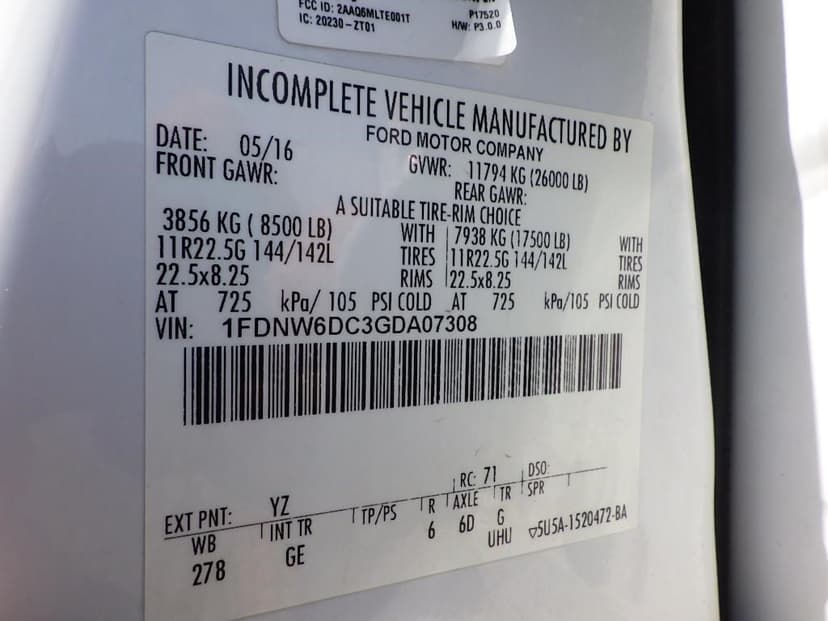 FCC ID: 2AAQ6MLTE001T P17520
IC: 20230-ZT01 H/W: P3.0.0
INCOMPLETE VEHICLE MANUFACTURED BY
FORD MOTOR COMPANY
DATE: 05/16 GVWR: 11794 KG (26000 LB)
FRONT GAWR: REAR GAWR:
A SUITABLE TIRE-RIM CHOICE
3856 KG ( 8500 LB) WITH 7938 KG (17500 LB) WITH
11R22.5G 144/142L TIRES 11R22.5G 144/142L TIRES
22.5x8.25 RIMS 22.5x8.25 RIMS
AT 725 kPa/ 105 PSI COLD AT 725 kPa/ 105 PSI COLD
VIN: 1FDNW6DC3GDA07308
RC: 71 DSO:
EXT PNT: YZ
WB INT TR TP/PS R AXLE TR SPR
278 GE 6 6D G
UHU ▽5U5A-1520472-BA